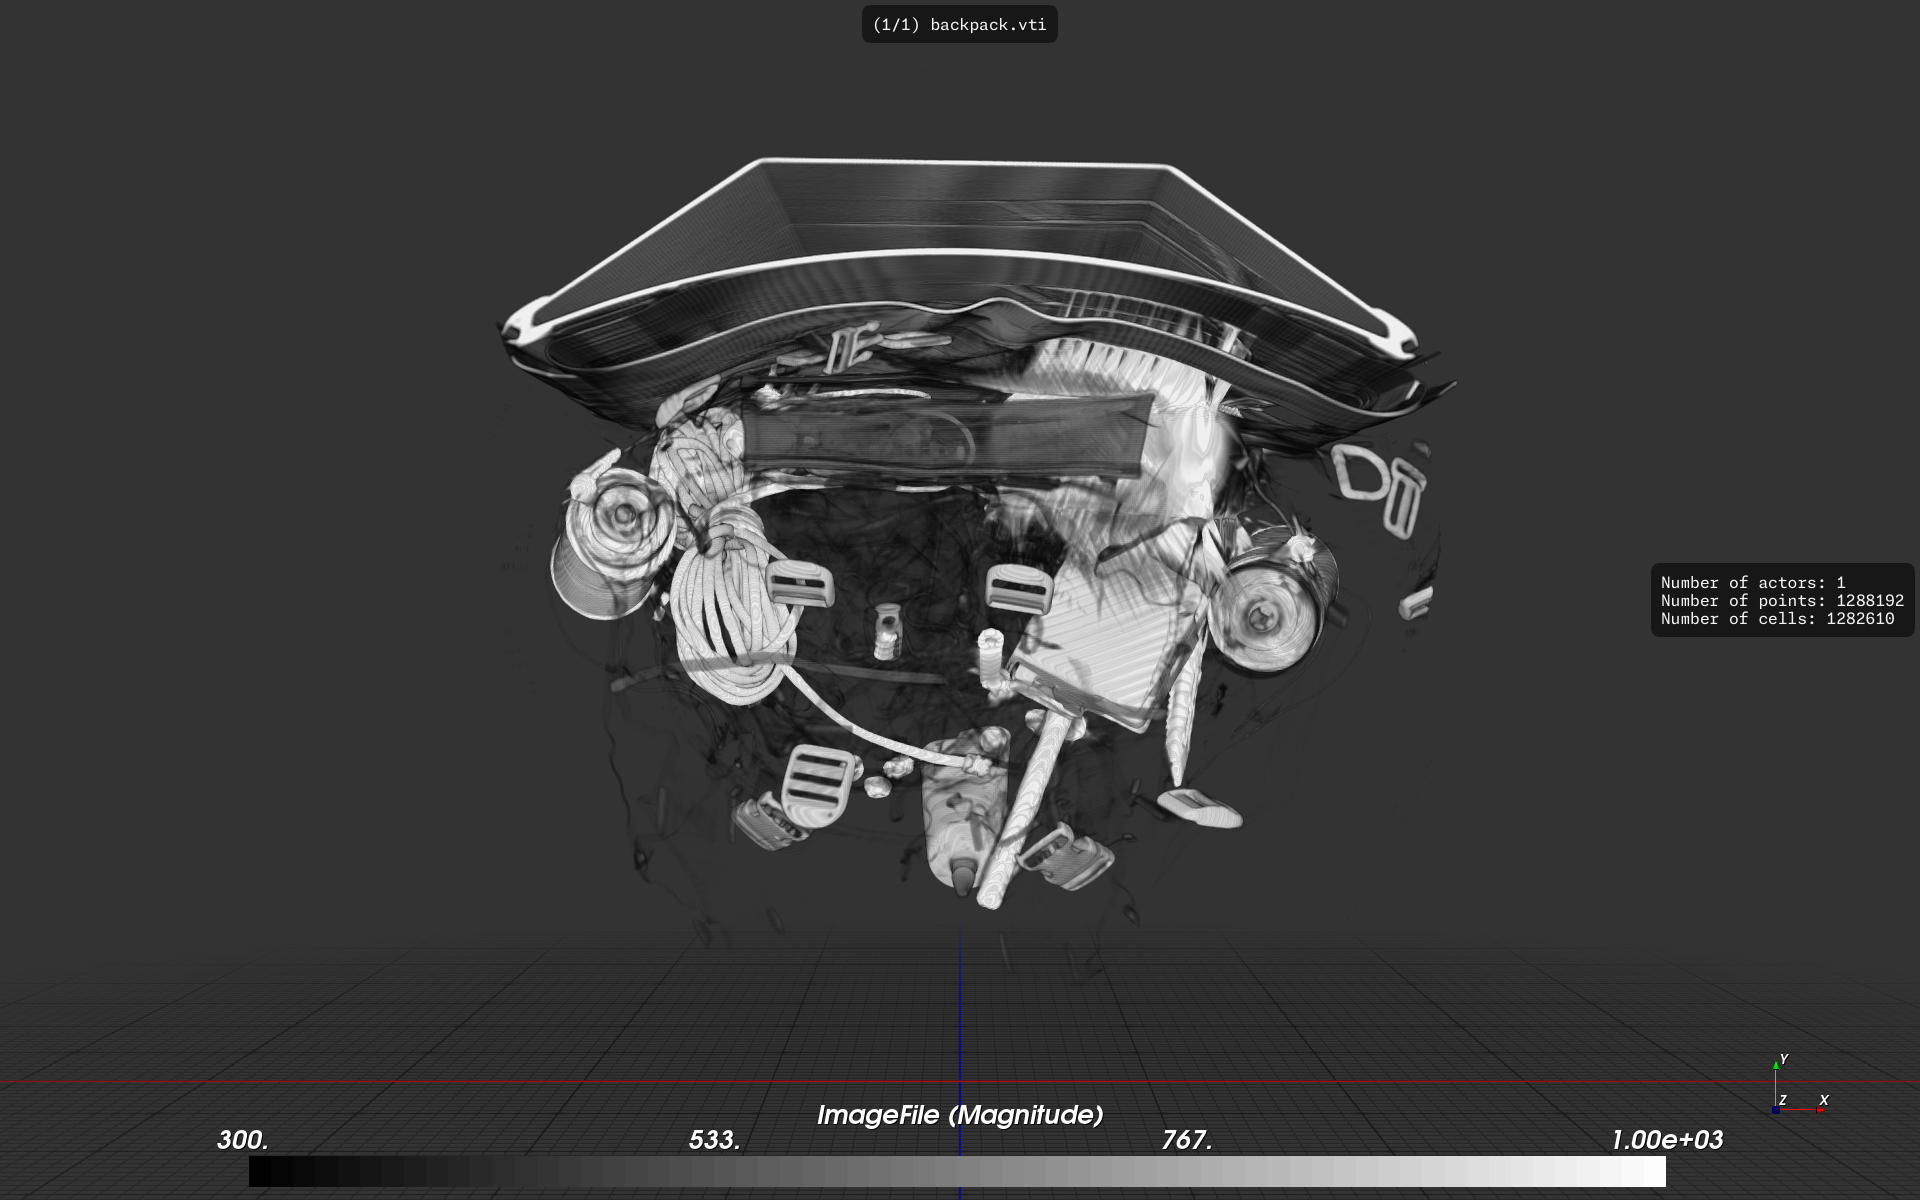 (1/1) backpack.vti
Number of actors: 1
Number of points: 1288192
Number of cells: 1282610
Y
Z X
ImageFile (Magnitude)
300. 533. 767. 1.00e+03